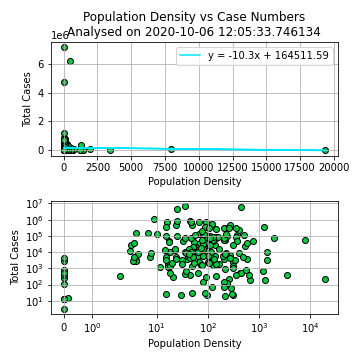 Population Density vs Case Numbers
Analysed on 2020-10-06 12:05:33.746134
1e6
6
4
2
0
Total Cases
y = -10.3x + 164511.59
0 2500 5000 7500 10000 12500 15000 17500 20000
Population Density
10^7
10^6
10^5
10^4
10^3
10^2
10^1
Total Cases
0 10^0 10^1 10^2 10^3 10^4
Population Density